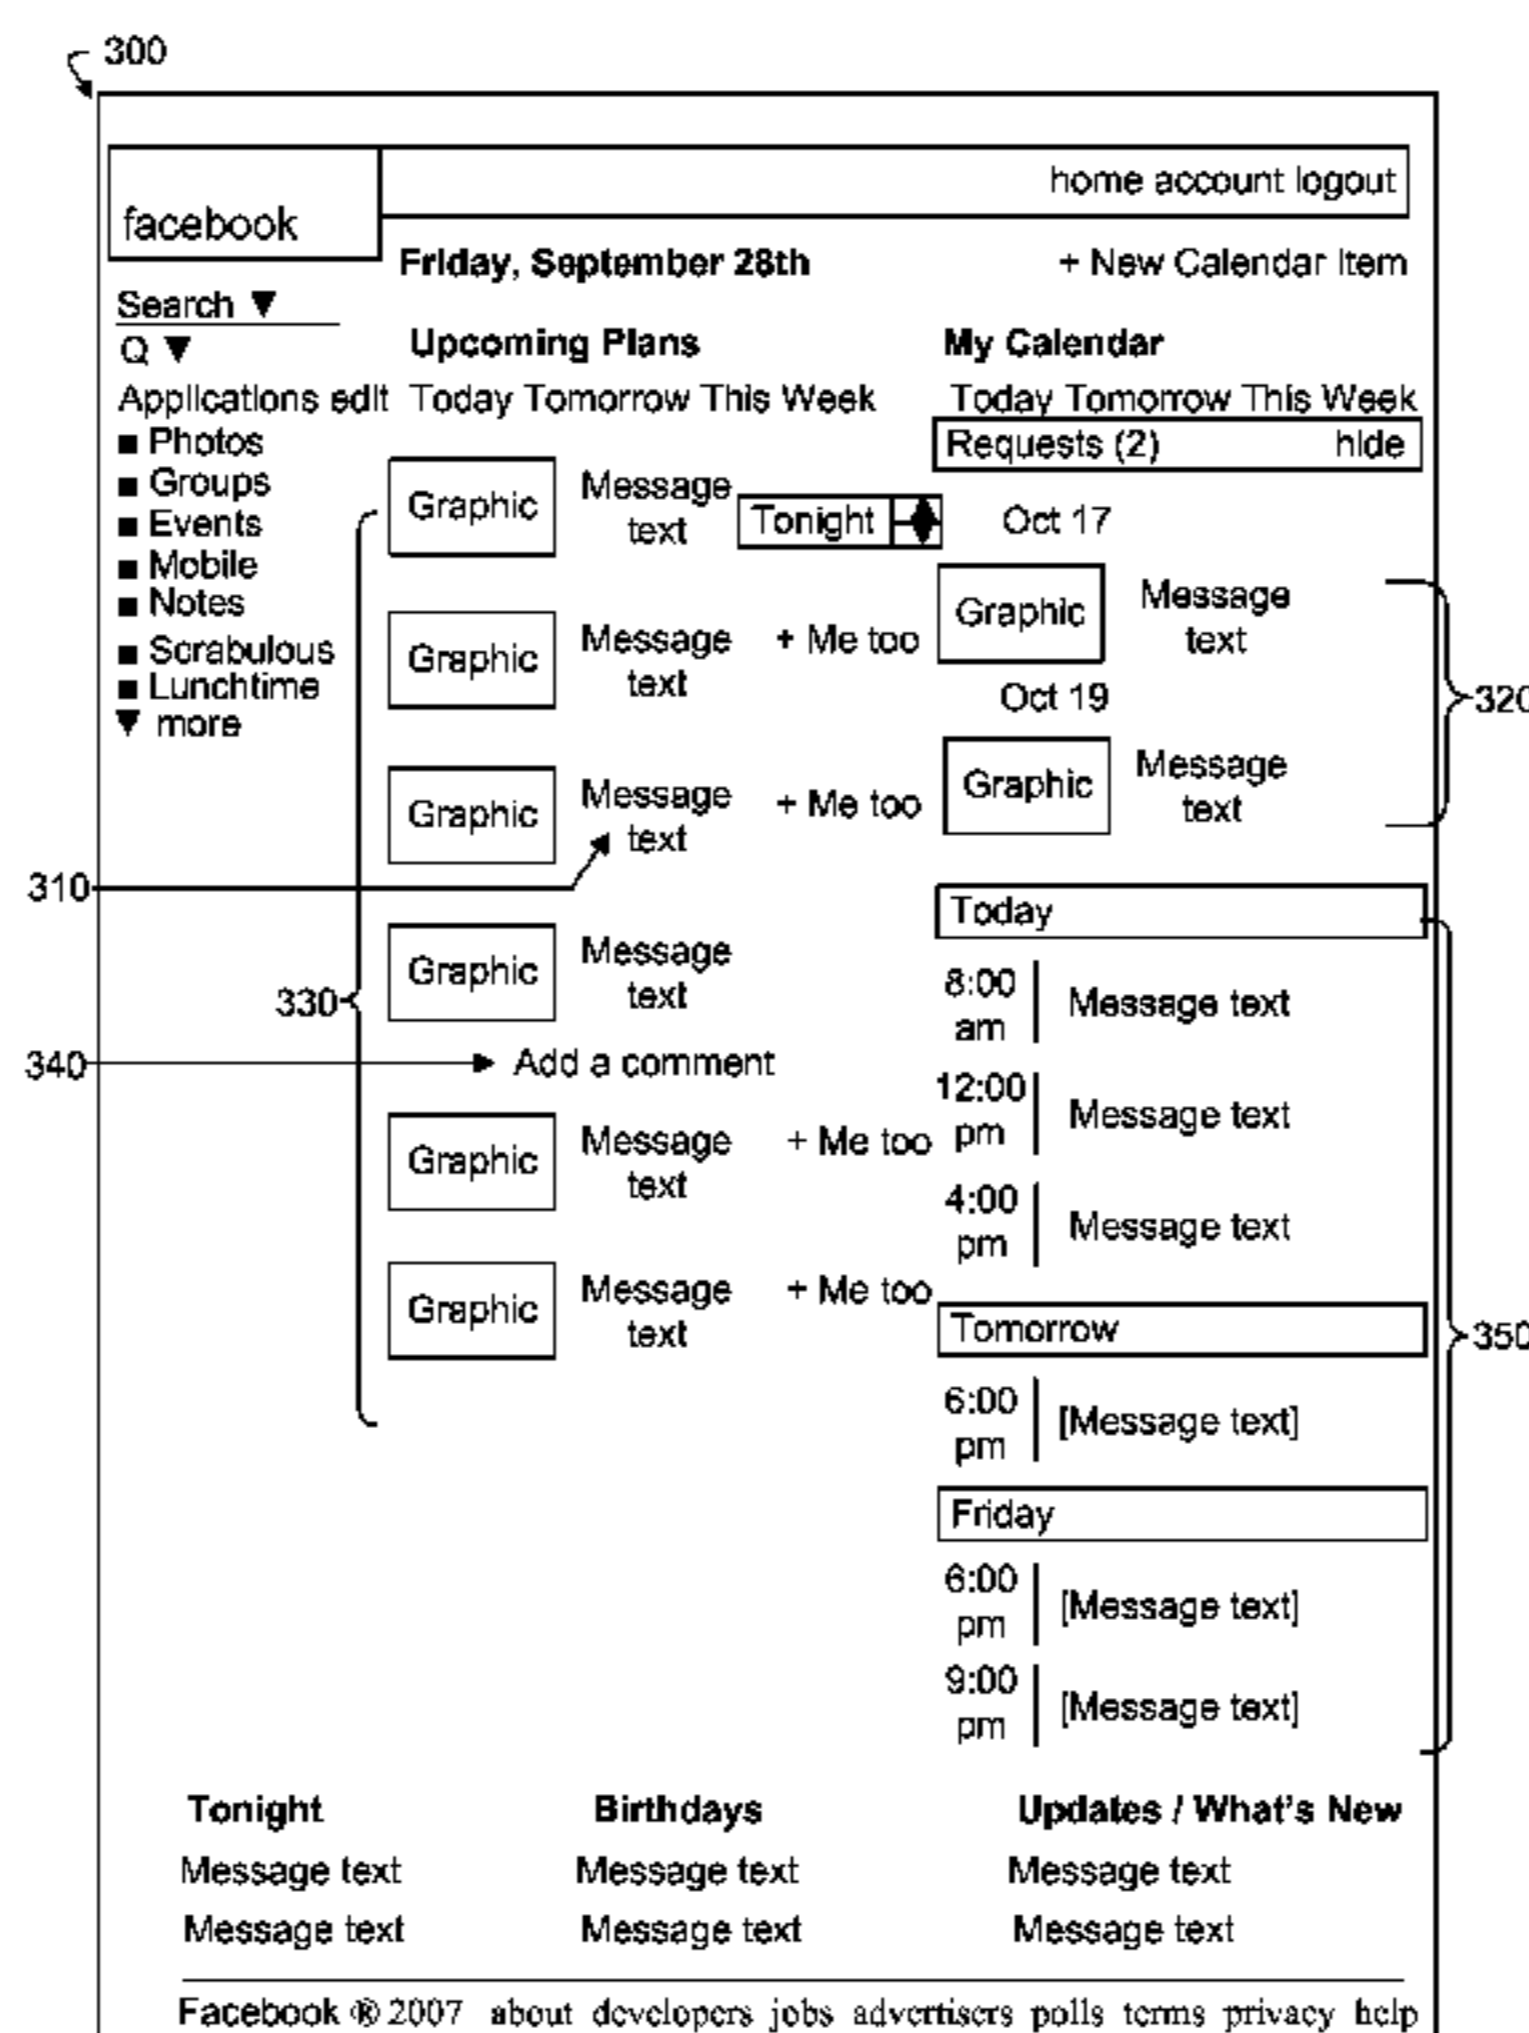 300
home account logout
facebook
Friday, September 28th
+ New Calendar Item
Search ▼
Q ▼
Applications edit
■ Photos
■ Groups
■ Events
■ Mobile
■ Notes
■ Scrabulous
■ Lunchtime
▼ more
Upcoming Plans
Today Tomorrow This Week
Graphic
Message
text
Tonight
Graphic
Message
text
+ Me too
Graphic
Message
text
+ Me too
310
Graphic
Message
text
330
340
Add a comment
Graphic
Message
text
+ Me too
Graphic
Message
text
+ Me too
My Calendar
Today Tomorrow This Week
Requests (2) hide
Oct 17
Graphic
Message
text
Oct 19
Graphic
Message
text
320
Today
8:00
am
Message text
12:00
pm
Message text
4:00
pm
Message text
Tomorrow
6:00
pm
[Message text]
350
Friday
6:00
pm
[Message text]
9:00
pm
[Message text]
Tonight
Message text
Message text
Birthdays
Message text
Message text
Updates / What's New
Message text
Message text
Facebook ® 2007 about developers jobs advertisers polls terms privacy help